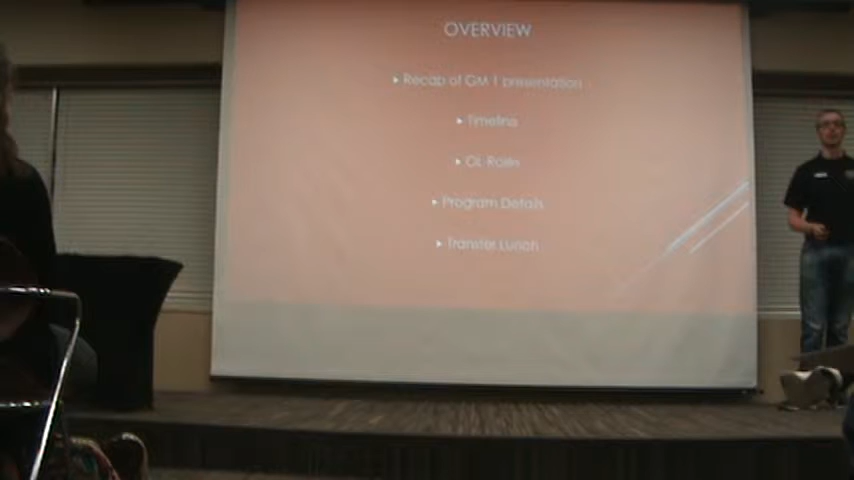 OVERVIEW
Recap of GM 1 presentation
Timeline
OL Roles
Program Details
Transfer Lunch